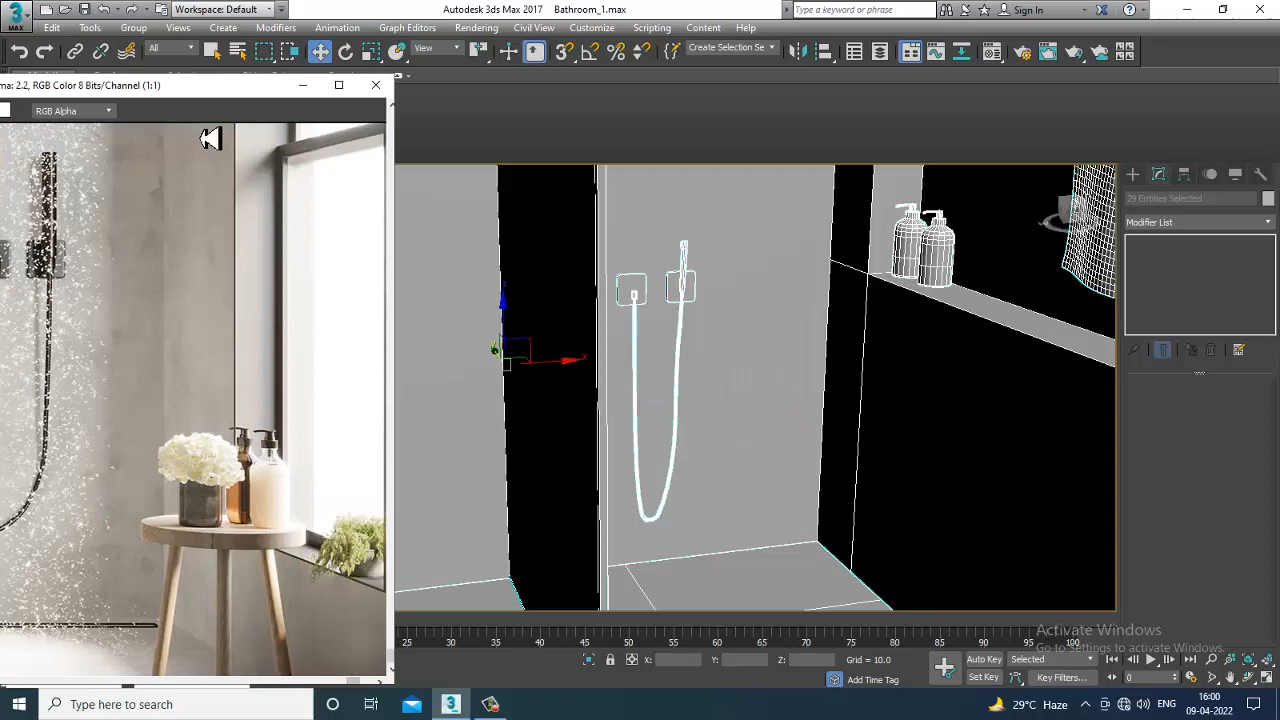 3 MAX
Workspace: Default
Autodesk 3ds Max 2017 Bathroom_1.max
Type a keyword or phrase
Sign In
Edit Tools Group Views Create Modifiers Animation Graph Editors Rendering Civil View Customize Scripting Content Help
All
View
Create Selection Se
ma: 2.2, RGB Color 8 Bits/Channel (1:1)
RGB Alpha
29 Entities Selected
Modifier List
x
25 30 35 40 45 50 55 60 65 70 75 80 85 90 95 100
Activate Windows
Go to Settings to activate Windows.
X: Y: Z: Grid = 10.0
Auto Key Selected
Add Time Tag
Set Key Key Filters...
0
Type here to search
29°C Haze
ENG
16:00
09-04-2022